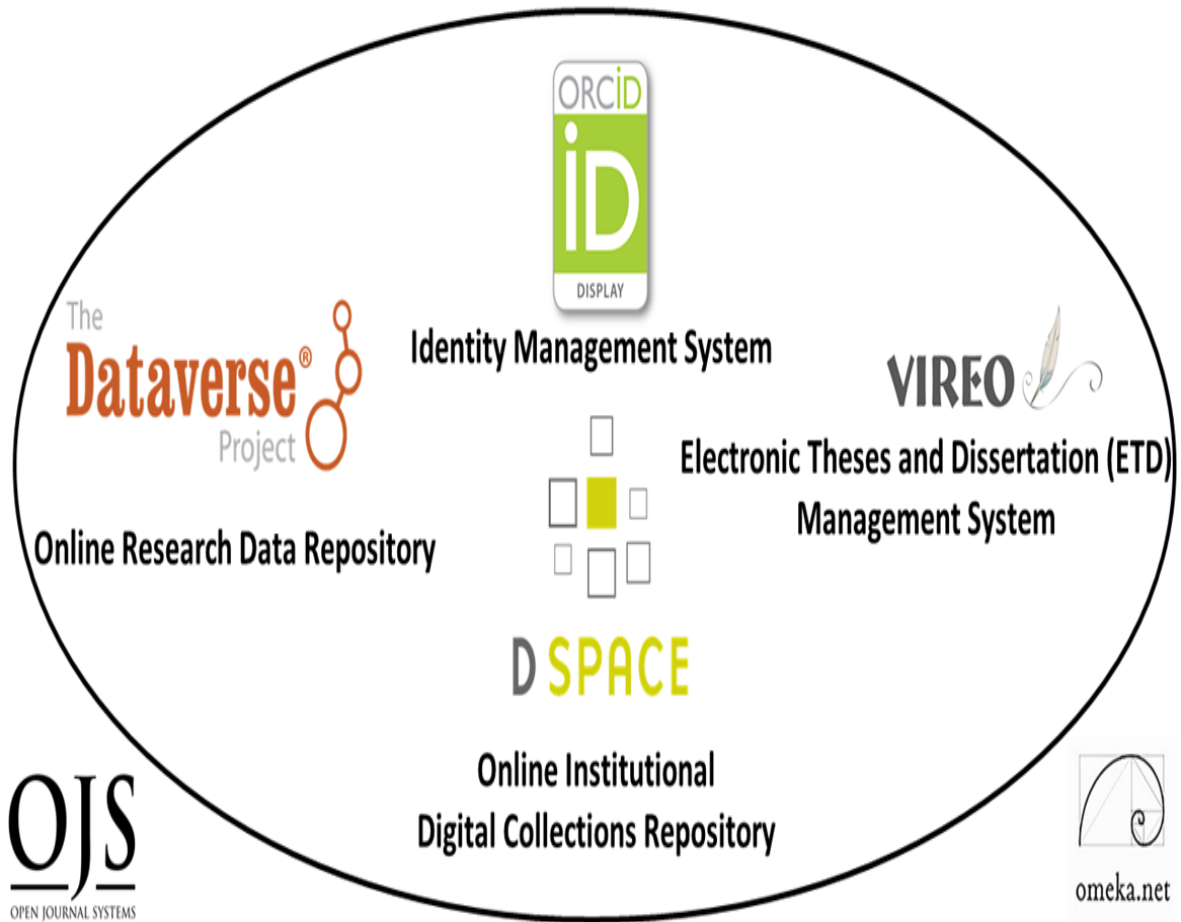 ORCiD
iD
DISPLAY
Identity Management System
The
Dataverse®
Project
Online Research Data Repository
VIREO
Electronic Theses and Dissertation (ETD)
Management System
D SPACE
Online Institutional
Digital Collections Repository
OJS
OPEN JOURNAL SYSTEMS
omeka.net